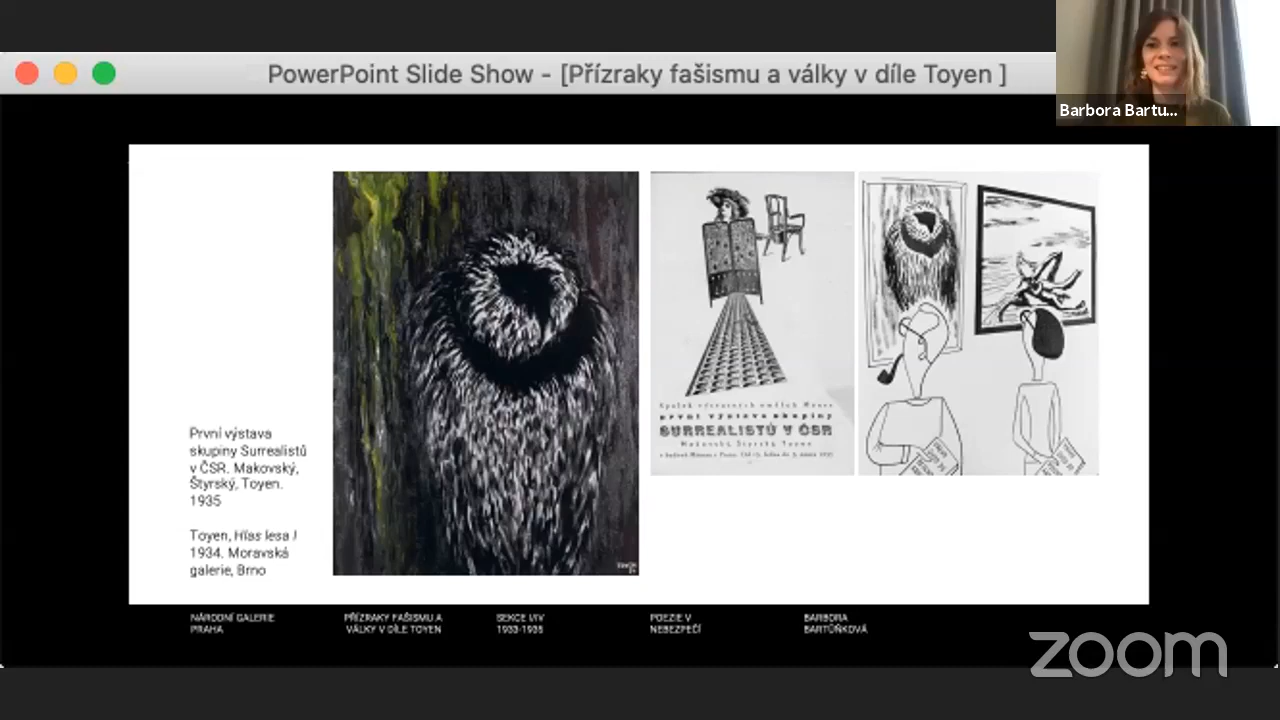 PowerPoint Slide Show - [Přízraky fašismu a války v díle Toyen ]
Barbora Bartu...
První výstava
skupiny Surrealistů
v ČSR. Makovský,
Štyrský, Toyen.
1935
Toyen, Hlas lesa I
1934. Moravská
galerie, Brno
první výstava skupiny
SURREALISTŮ V ČSR
Makovský Štyrský Toyen
NÁRODNÍ GALERIE
PRAHA
PŘÍZRAKY FAŠISMU A
VÁLKY V DÍLE TOYEN
SEKCE I/IV
1933-1935
POEZIE V
NEBEZPEČÍ
BARBORA
BARTŮŇKOVÁ
zoom